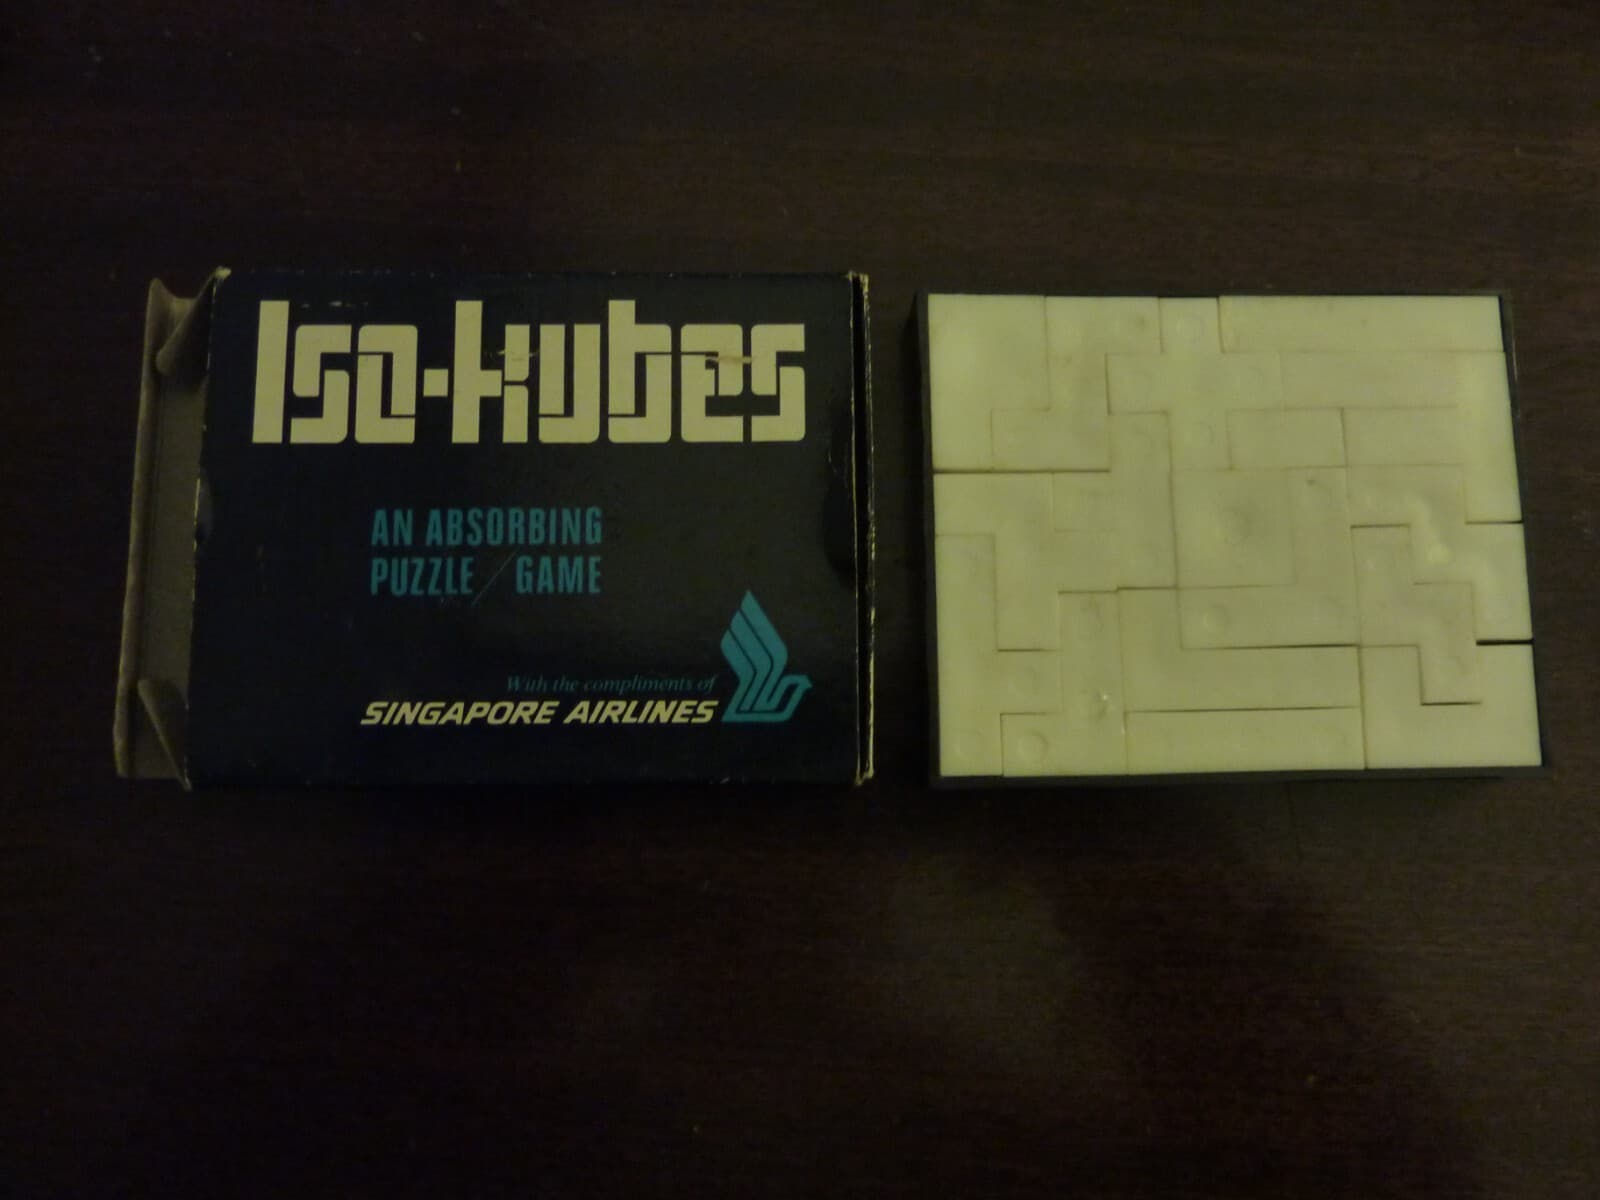 Iso-Kubes
AN ABSORBING
PUZZLE / GAME
With the compliments of
SINGAPORE AIRLINES